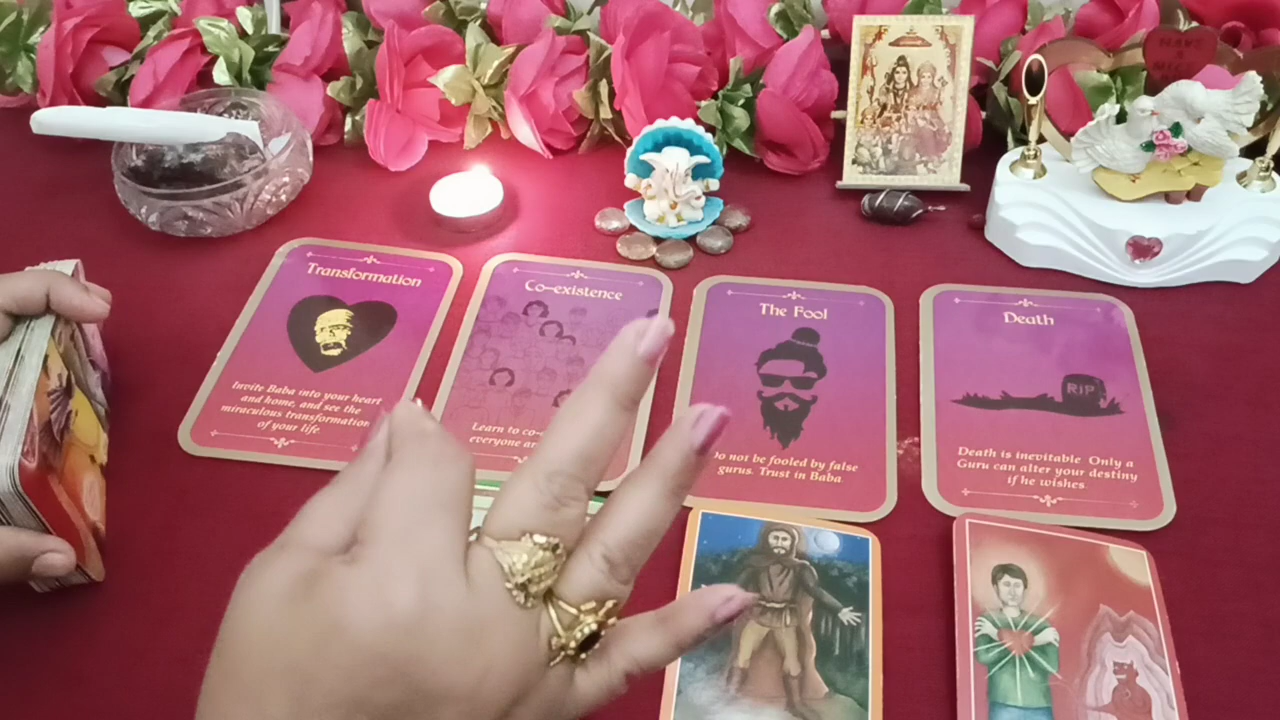 Transformation
Invite Baba into your heart
and home, and see the
miraculous transformation
of your life.
Co-existence
Learn to
everyone
The Fool
Do not be fooled by false
gurus. Trust in Baba.
Death
RIP
Death is inevitable Only a
Guru can alter your destiny
if he wishes